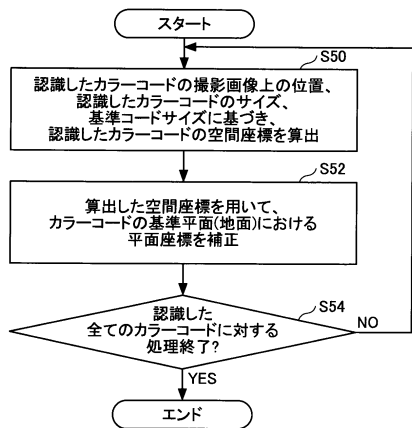 スタート
S50
認識したカラーコードの撮影画像上の位置、
認識したカラーコードのサイズ、
基準コードサイズに基づき、
認識したカラーコードの空間座標を算出
S52
算出した空間座標を用いて、
カラーコードの基準平面(地面)における
平面座標を補正
S54
認識した
全てのカラーコードに対する
処理終了?
NO
YES
エンド